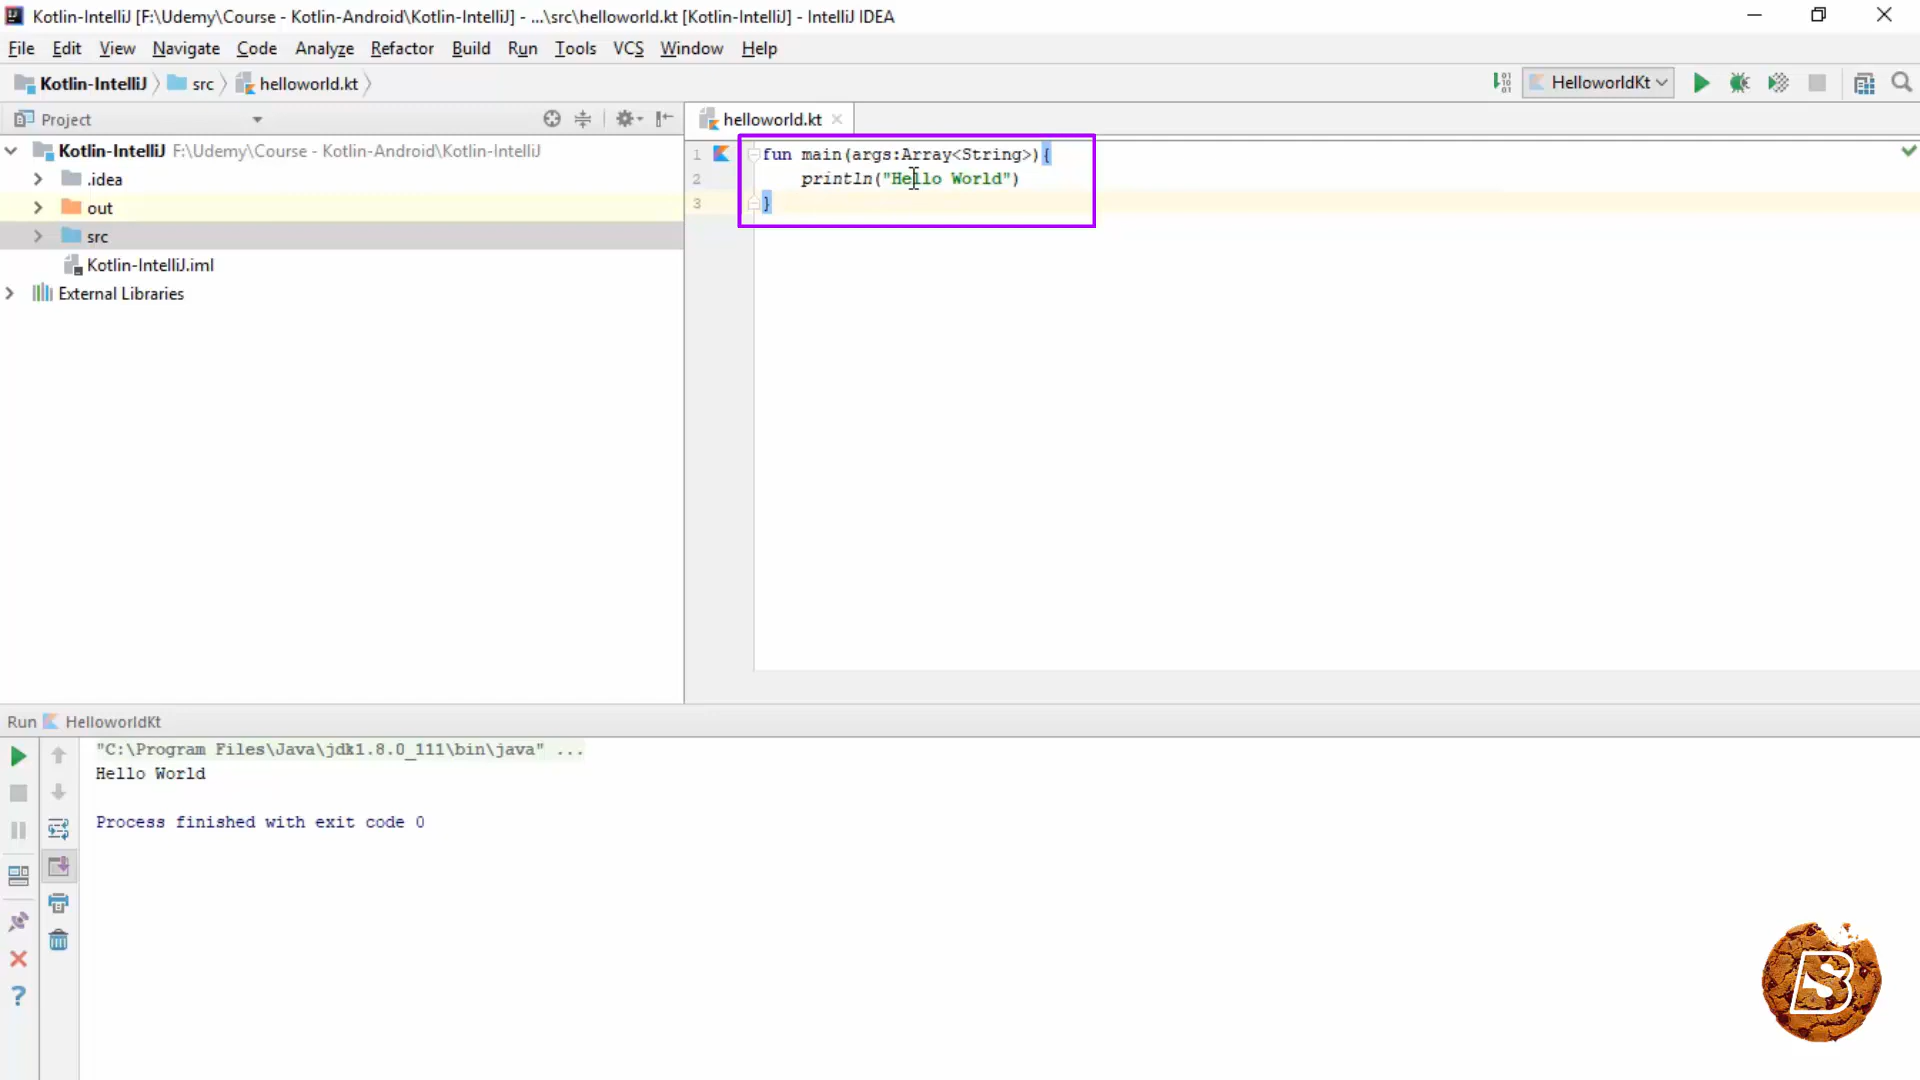 Kotlin-IntelliJ [F:\Udemy\Course - Kotlin-Android\Kotlin-IntelliJ] - ...\src\helloworld.kt [Kotlin-IntelliJ] - IntelliJ IDEA
File Edit View Navigate Code Analyze Refactor Build Run Tools VCS Window Help
Kotlin-IntelliJ src helloworld.kt HelloworldKt
Project
helloworld.kt
Kotlin-IntelliJ F:\Udemy\Course - Kotlin-Android\Kotlin-IntelliJ
.idea
out
src
Kotlin-IntelliJ.iml
External Libraries
1 fun main(args:Array<String>){
2 println("Hello World")
3 }
Run HelloworldKt
"C:\Program Files\Java\jdk1.8.0_111\bin\java" ...
Hello World
Process finished with exit code 0